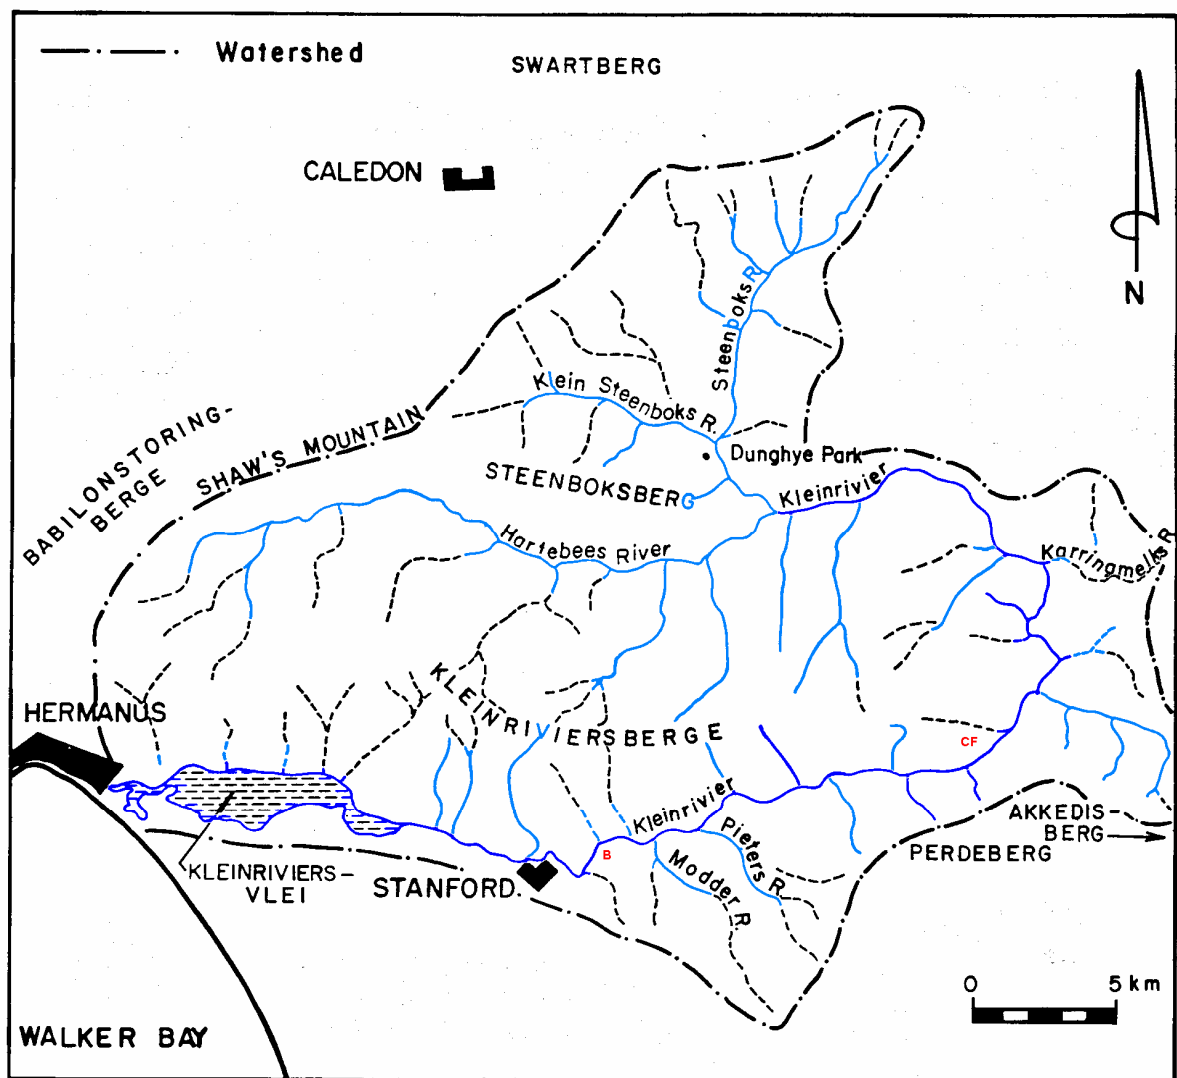 Watershed
SWARTBERG
CALEDON
N
Steenboks R.
Klein Steenboks R.
BABILONSTORING-
BERGE
SHAW'S MOUNTAIN
Dunghye Park
STEENBOKSBERG
Kleinrivier
Hartebees River
Karringmelks R.
KLEINRIVIERSBERGE
HERMANUS
CF
Kleinrivier
AKKEDIS-
BERG
PERDEBERG
B
Pieters R.
Modder R.
KLEINRIVIERS-
VLEI
STANFORD.
0 5 km
WALKER BAY